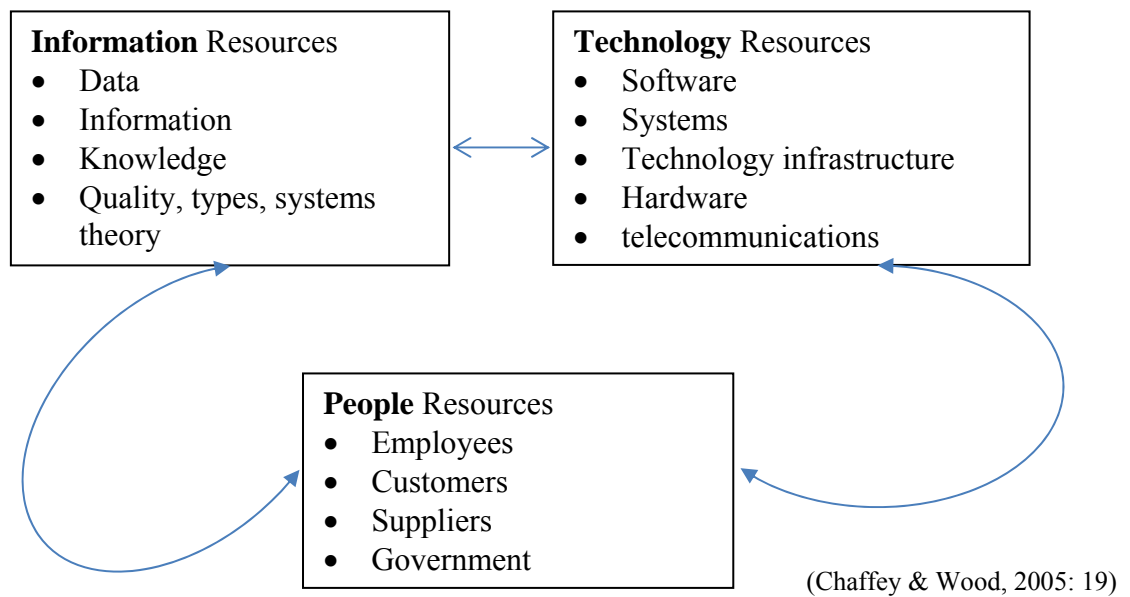 Information Resources
• Data
• Information
• Knowledge
• Quality, types, systems
theory
Technology Resources
• Software
• Systems
• Technology infrastructure
• Hardware
• telecommunications
People Resources
• Employees
• Customers
• Suppliers
• Government
(Chaffey & Wood, 2005: 19)